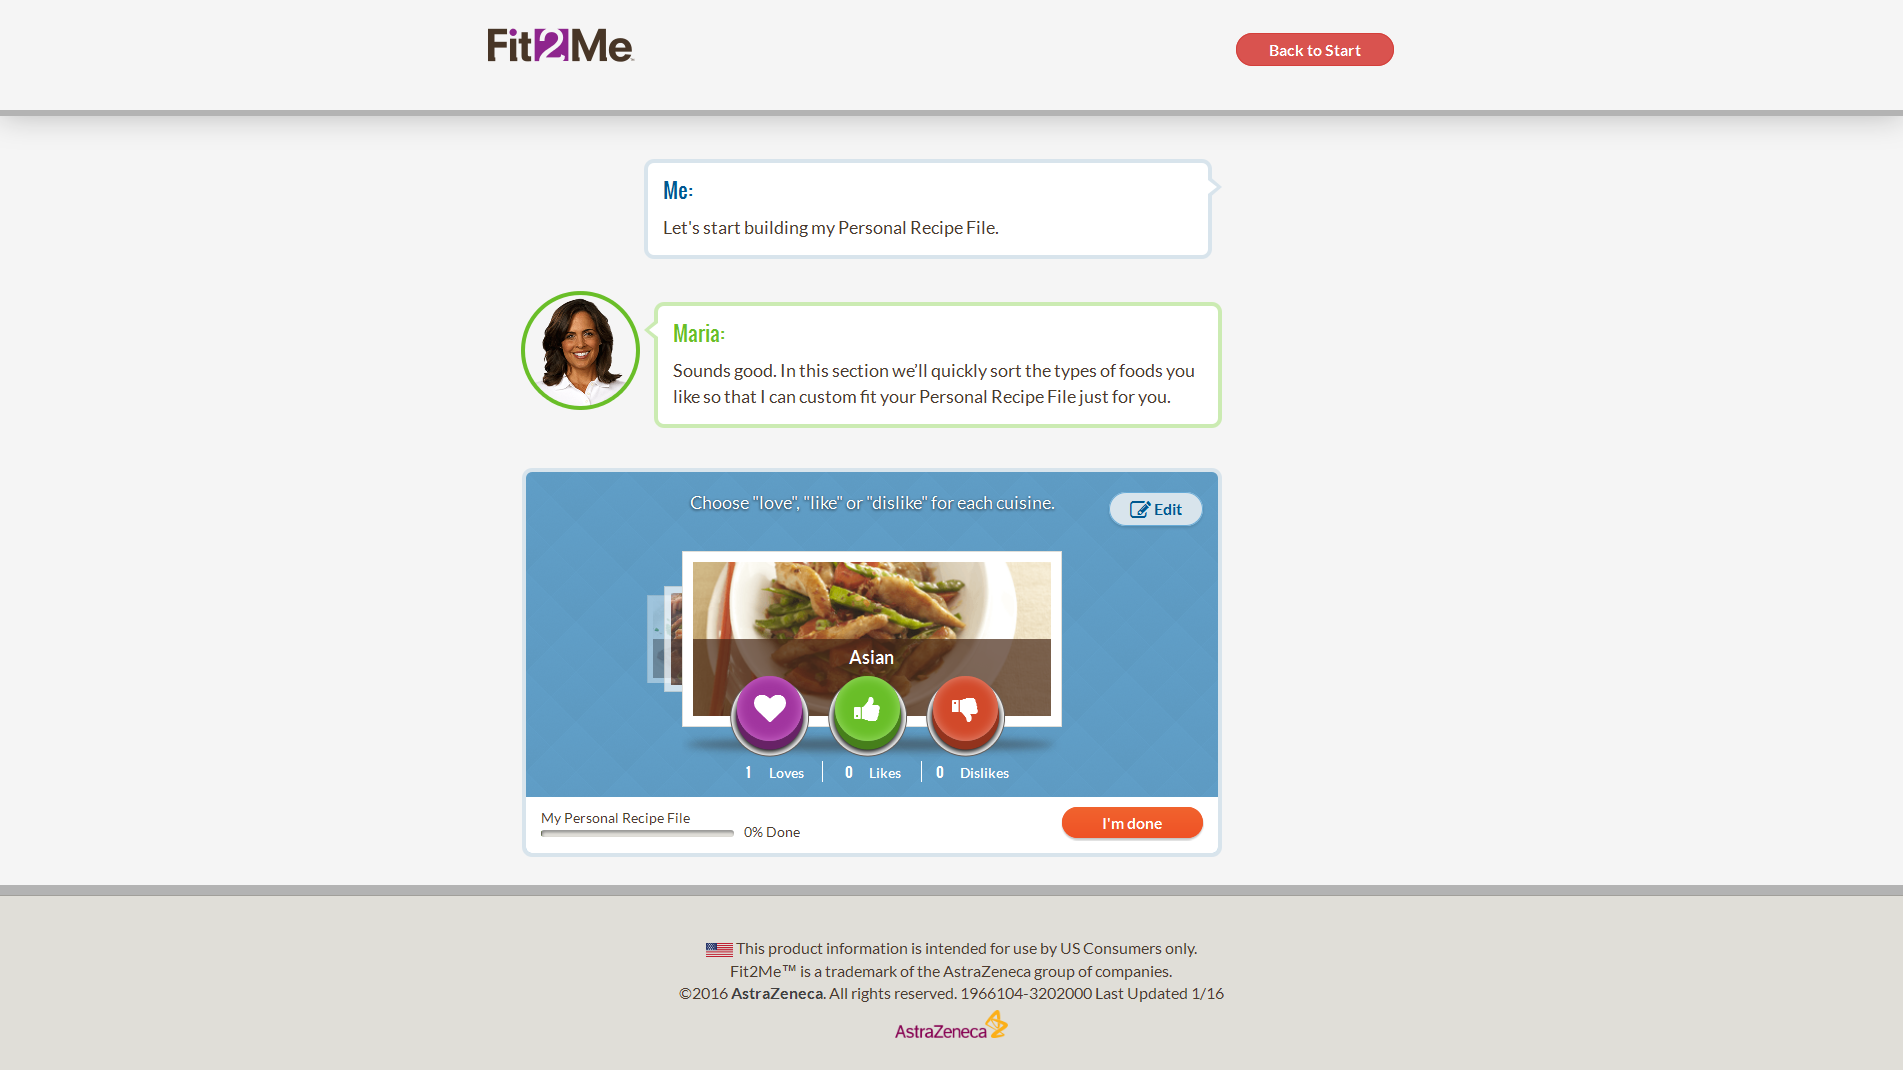 Fit2Me™
Back to Start
Me:
Let's start building my Personal Recipe File.
Maria:
Sounds good. In this section we’ll quickly sort the types of foods you
like so that I can custom fit your Personal Recipe File just for you.
Choose "love", "like" or "dislike" for each cuisine.
Edit
Asian
1 Loves 0 Likes 0 Dislikes
My Personal Recipe File
0% Done
I'm done
This product information is intended for use by US Consumers only.
Fit2Me™ is a trademark of the AstraZeneca group of companies.
©2016 AstraZeneca. All rights reserved. 1966104-3202000 Last Updated 1/16
AstraZeneca